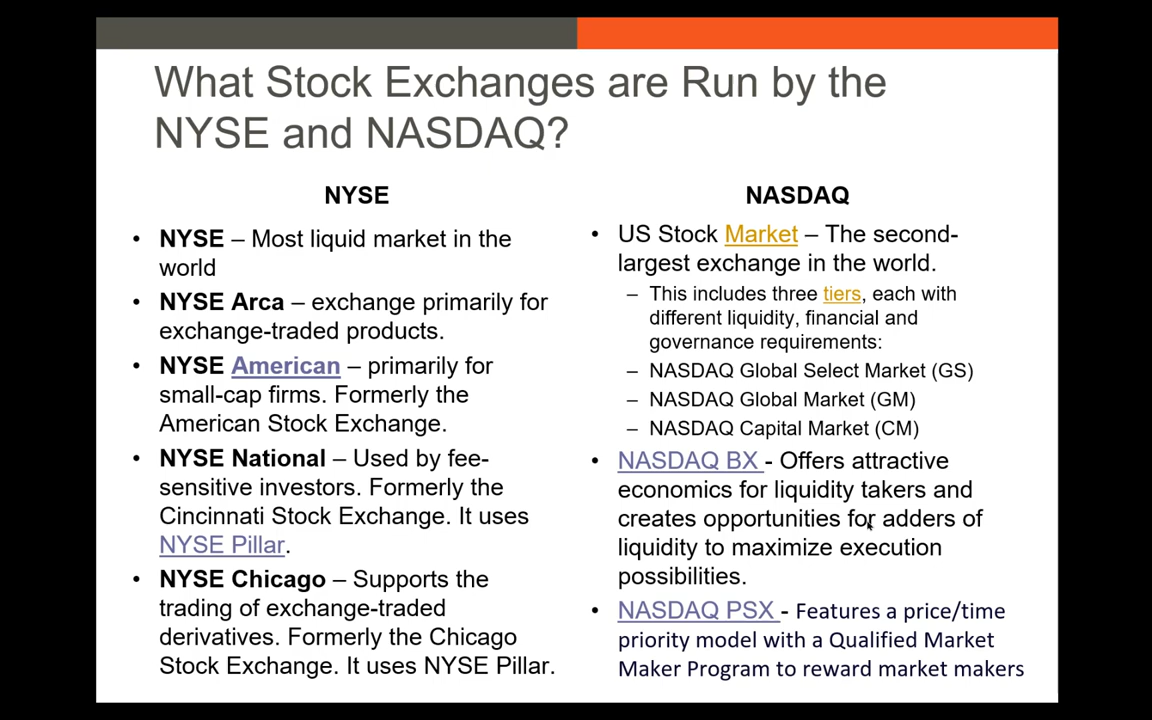 What Stock Exchanges are Run by the
NYSE and NASDAQ?
NYSE
• NYSE – Most liquid market in the
world
• NYSE Arca – exchange primarily for
exchange-traded products.
• NYSE American – primarily for
small-cap firms. Formerly the
American Stock Exchange.
• NYSE National – Used by fee-
sensitive investors. Formerly the
Cincinnati Stock Exchange. It uses
NYSE Pillar.
• NYSE Chicago – Supports the
trading of exchange-traded
derivatives. Formerly the Chicago
Stock Exchange. It uses NYSE Pillar.
NASDAQ
• US Stock Market – The second-
largest exchange in the world.
– This includes three tiers, each with
different liquidity, financial and
governance requirements:
– NASDAQ Global Select Market (GS)
– NASDAQ Global Market (GM)
– NASDAQ Capital Market (CM)
• NASDAQ BX - Offers attractive
economics for liquidity takers and
creates opportunities for adders of
liquidity to maximize execution
possibilities.
• NASDAQ PSX - Features a price/time
priority model with a Qualified Market
Maker Program to reward market makers